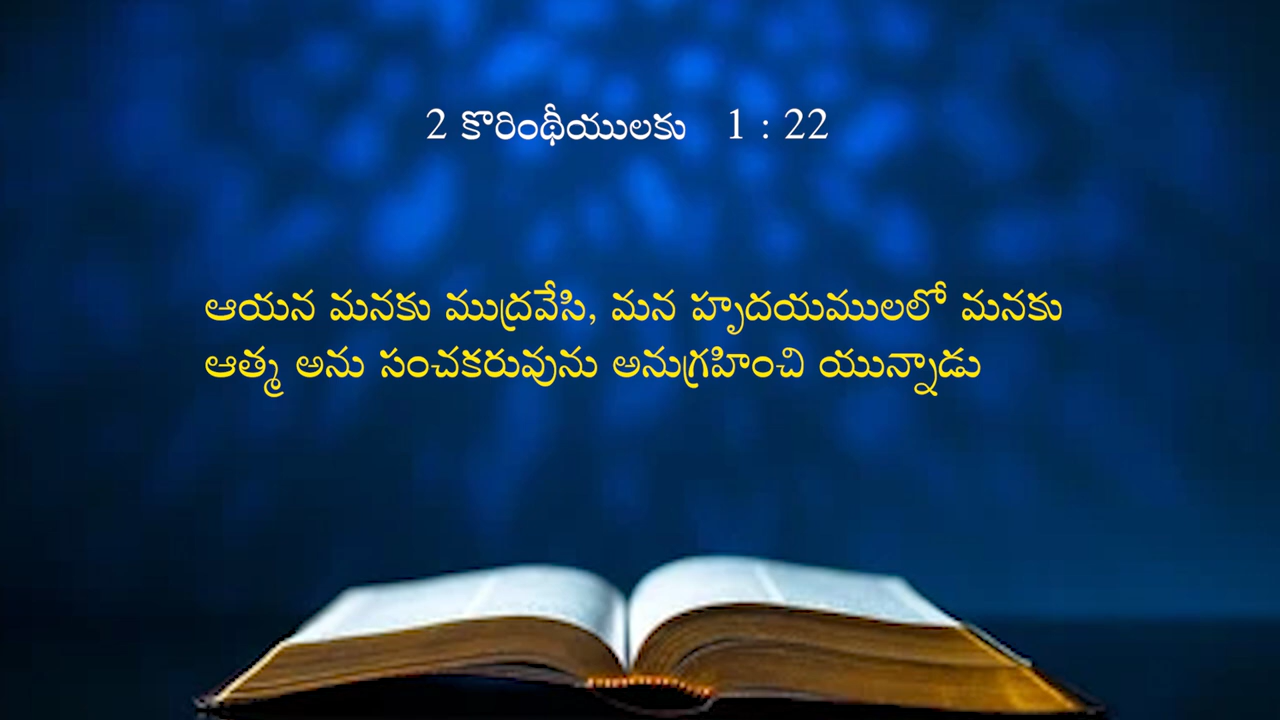 2 కొరింథీయులకు 1 : 22
ఆయన మనకు ముద్రవేసి, మన హృదయములలో మనకు
ఆత్మ అను సంచకరువును అనుగ్రహించి యున్నాడు